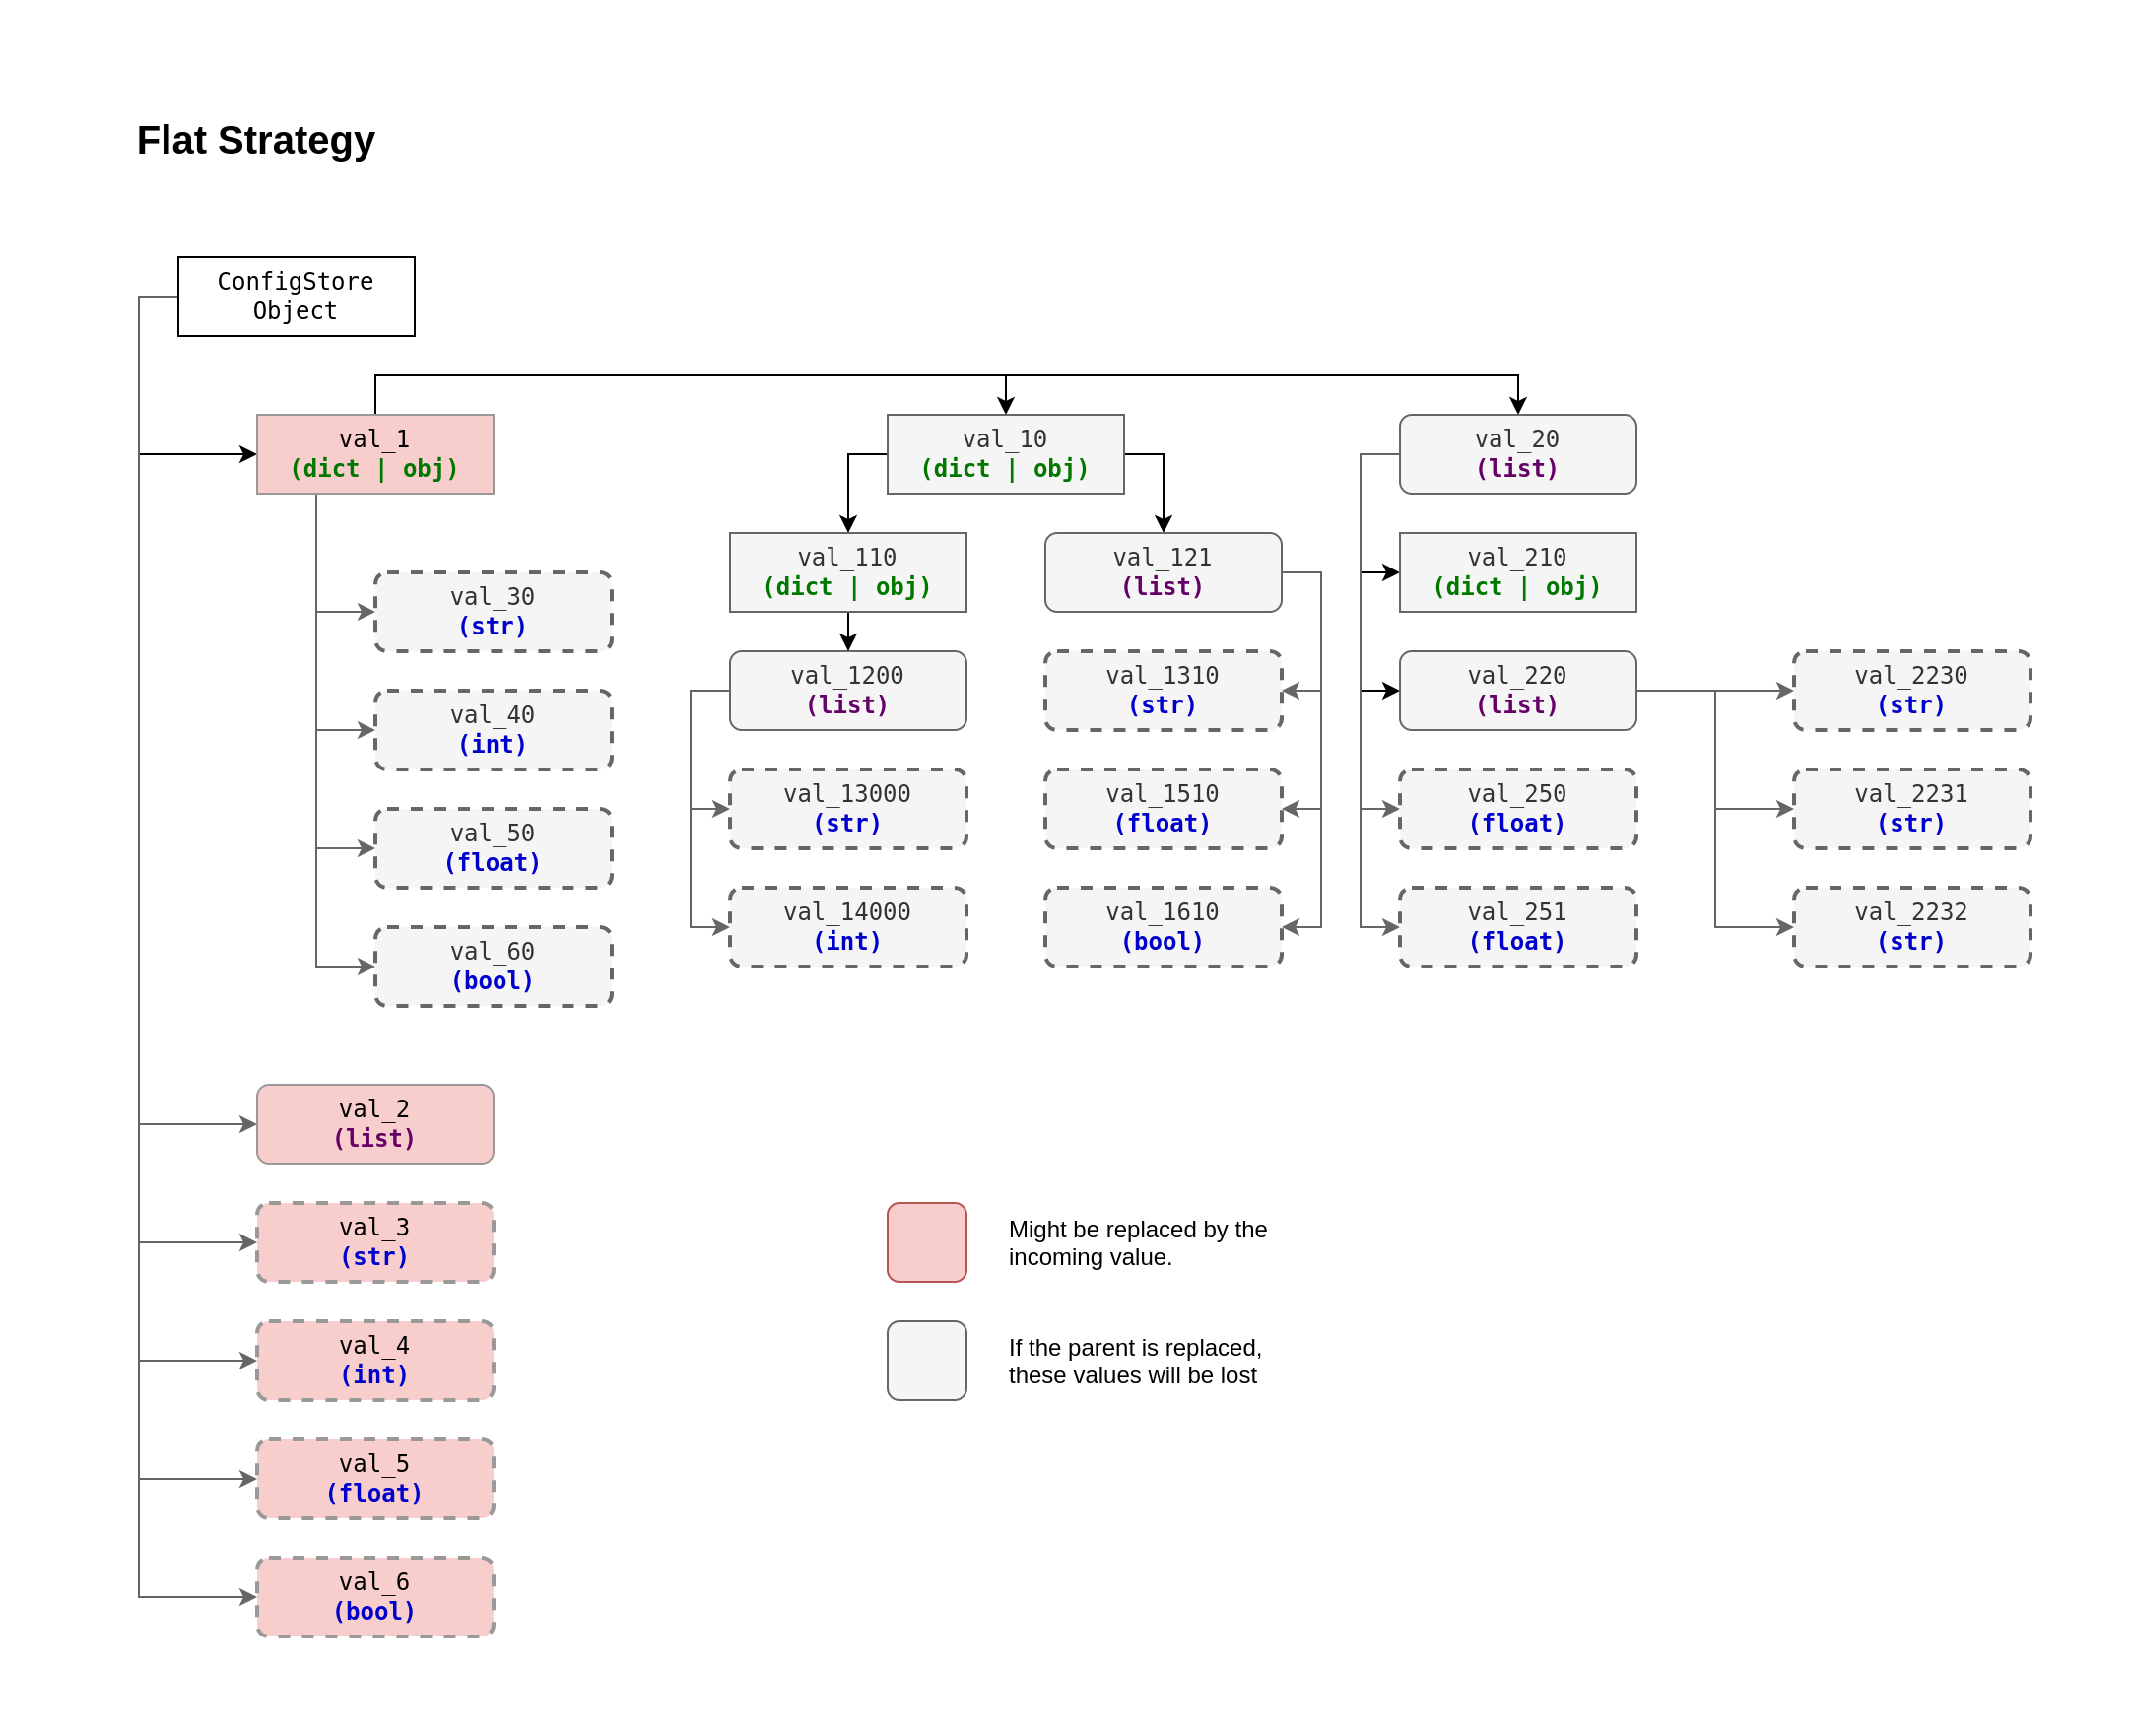 Flat Strategy
ConfigStore
Object
val_1
(dict | obj)
val_10
(dict | obj)
val_20
(list)
val_110
(dict | obj)
val_121
(list)
val_210
(dict | obj)
val_30
(str)
val_1200
(list)
val_1310
(str)
val_220
(list)
val_2230
(str)
val_40
(int)
val_13000
(str)
val_1510
(float)
val_250
(float)
val_2231
(str)
val_50
(float)
val_14000
(int)
val_1610
(bool)
val_251
(float)
val_2232
(str)
val_60
(bool)
val_2
(list)
val_3
(str)
val_4
(int)
val_5
(float)
val_6
(bool)
Might be replaced by the
incoming value.
If the parent is replaced,
these values will be lost